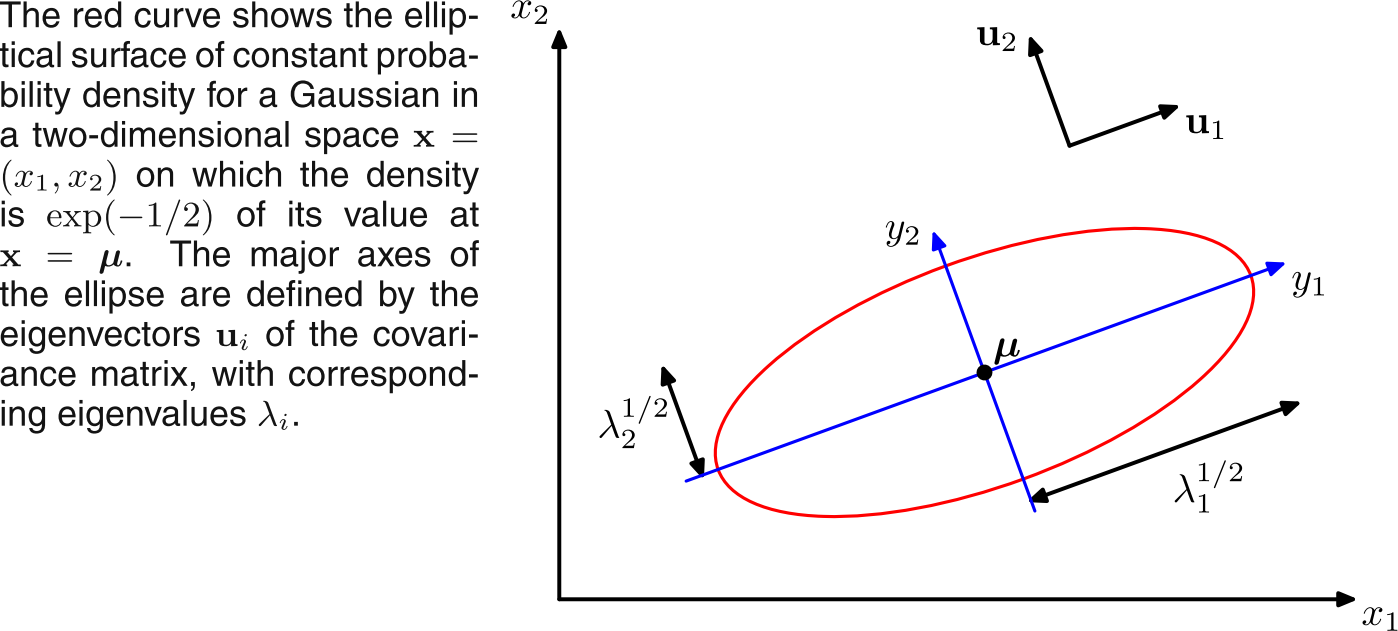 The red curve shows the ellip-
tical surface of constant proba-
bility density for a Gaussian in
a two-dimensional space x =
(x₁, x₂) on which the density
is exp(−1/2) of its value at
x = μ. The major axes of
the ellipse are defined by the
eigenvectors uᵢ of the covari-
ance matrix, with correspond-
ing eigenvalues λᵢ.
x₂
u₂
u₁
y₂
y₁
μ
λ₂^{1/2}
λ₁^{1/2}
x₁